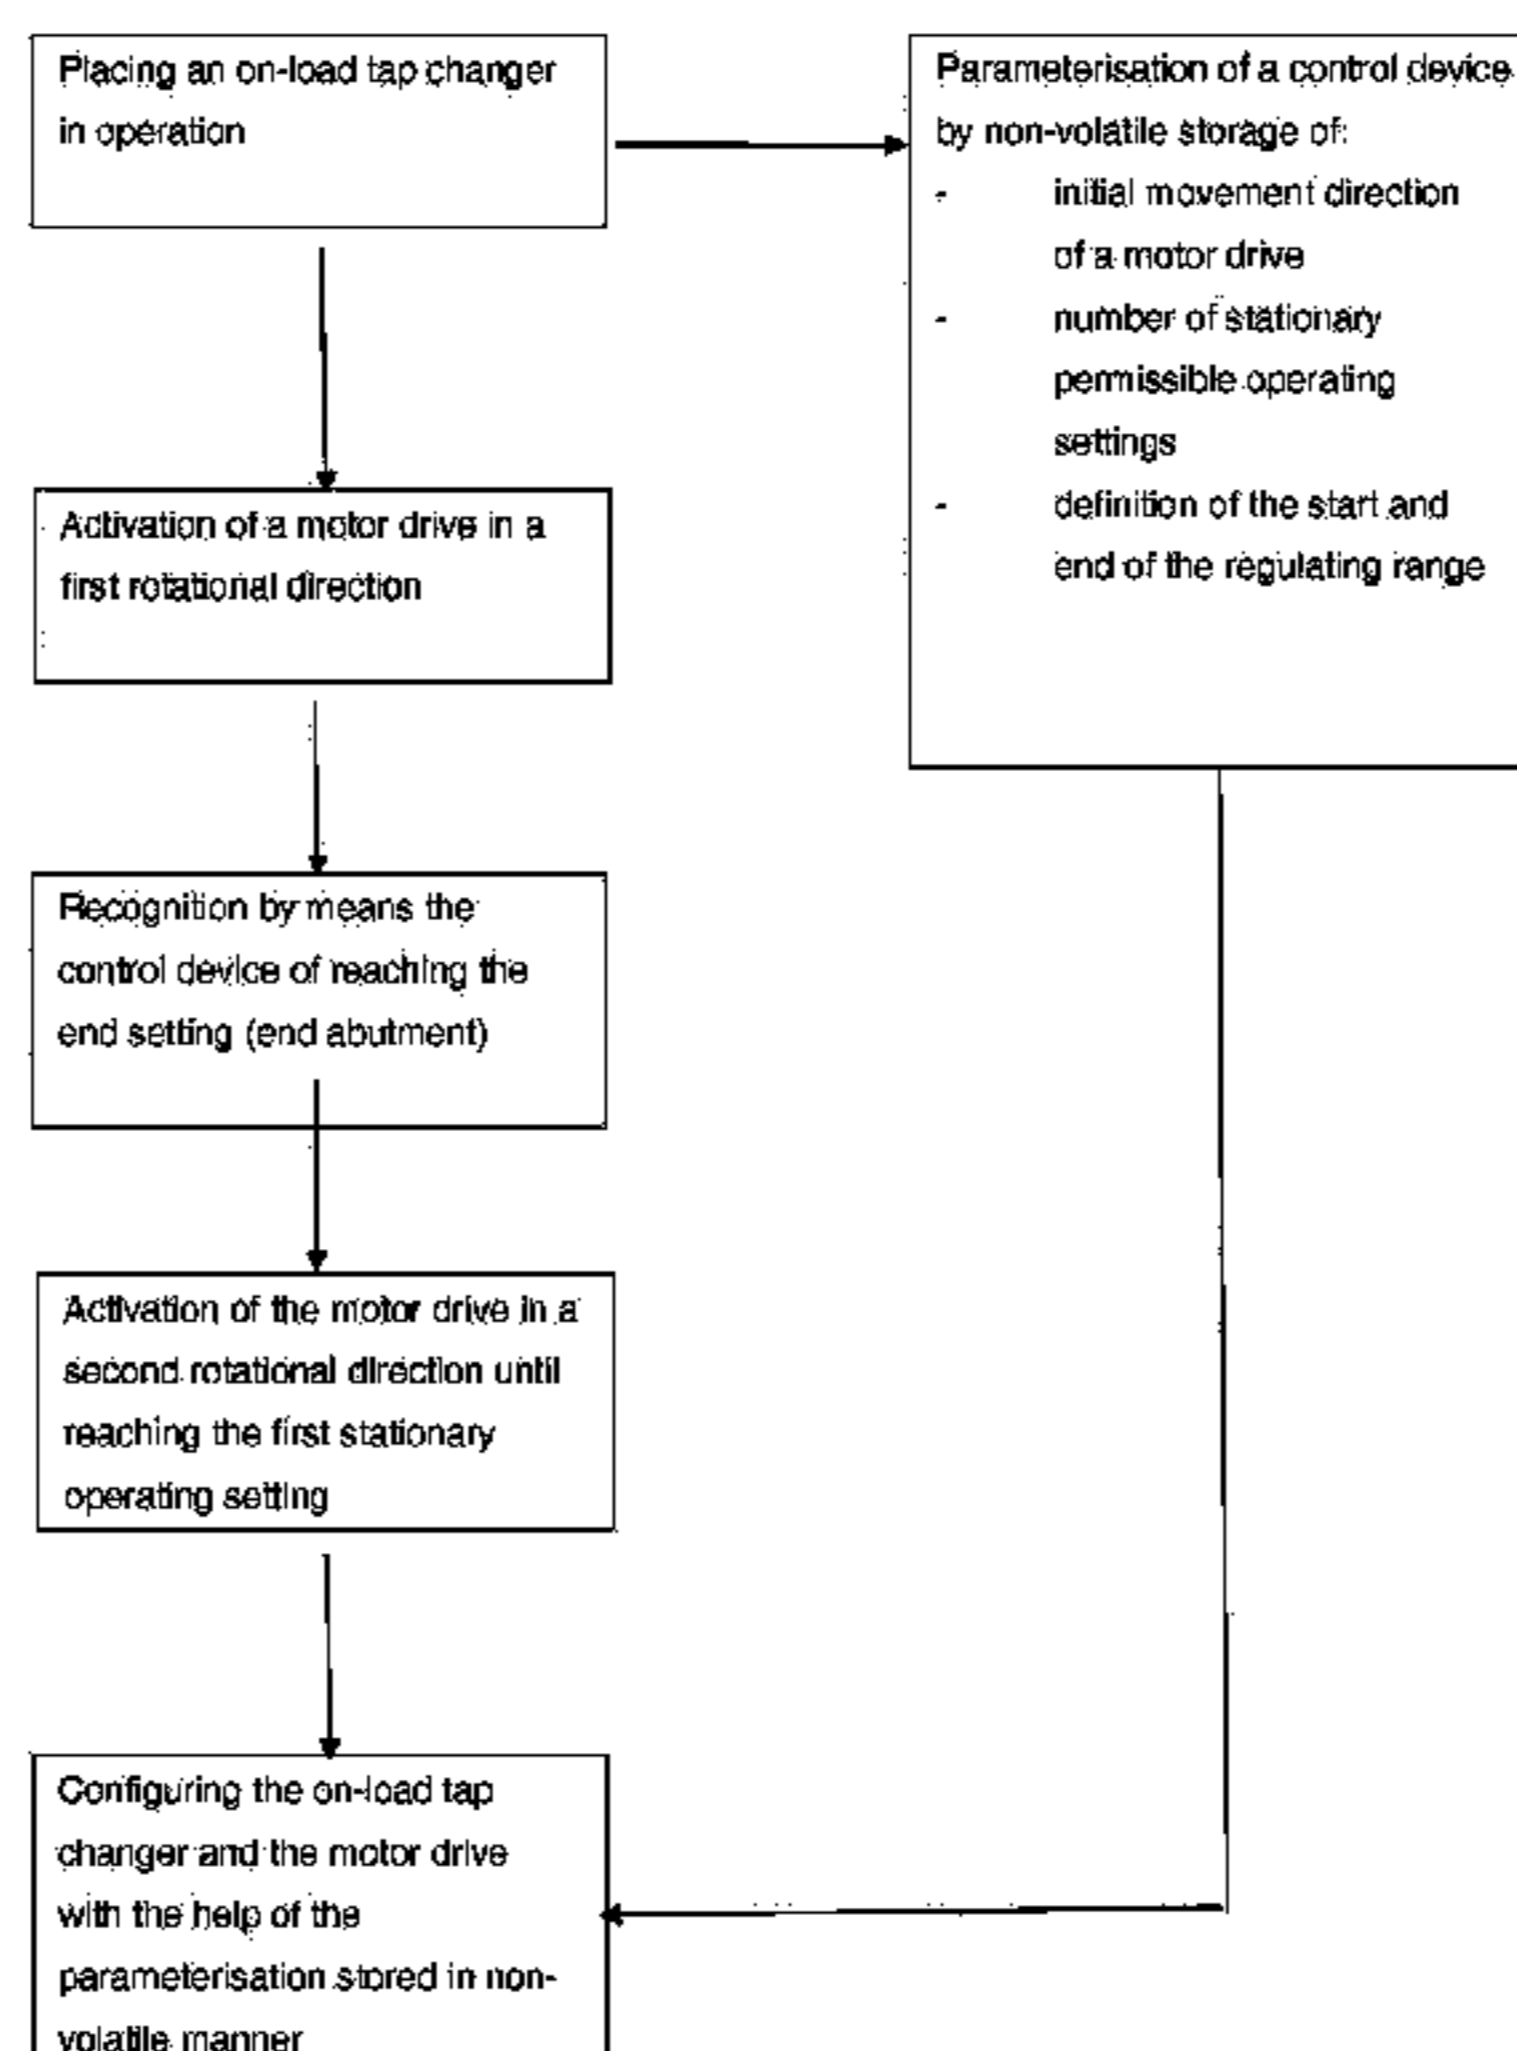 Placing an on-load tap changer
in operation
Parameterisation of a control device
by non-volatile storage of:
- initial movement direction
of a motor drive
- number of stationary
permissible operating
settings
- definition of the start and
end of the regulating range
Activation of a motor drive in a
first rotational direction
Recognition by means the
control device of reaching the
end setting (end abutment)
Activation of the motor drive in a
second rotational direction until
reaching the first stationary
operating setting
Configuring the on-load tap
changer and the motor drive
with the help of the
parameterisation stored in non-
volatile manner